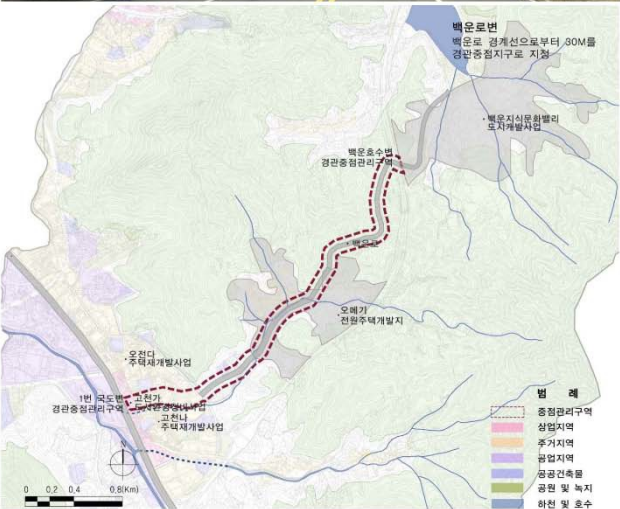 백운로변
백운로 경계선으로부터 30M를
경관중점지구로 지정
백운지식문화밸리
도시개발사업
백운호수변
경관중점관리구역
백운로
오메기
전원주택개발지
오전다
주택재개발사업
1번 국도변
경관중점관리구역
고천가
고천나
주택재개발사업
N
0 0.2 0.4 0.8(Km)
범 례
중점관리구역
상업지역
주거지역
공업지역
공공건축물
공원 및 녹지
하천 및 호수